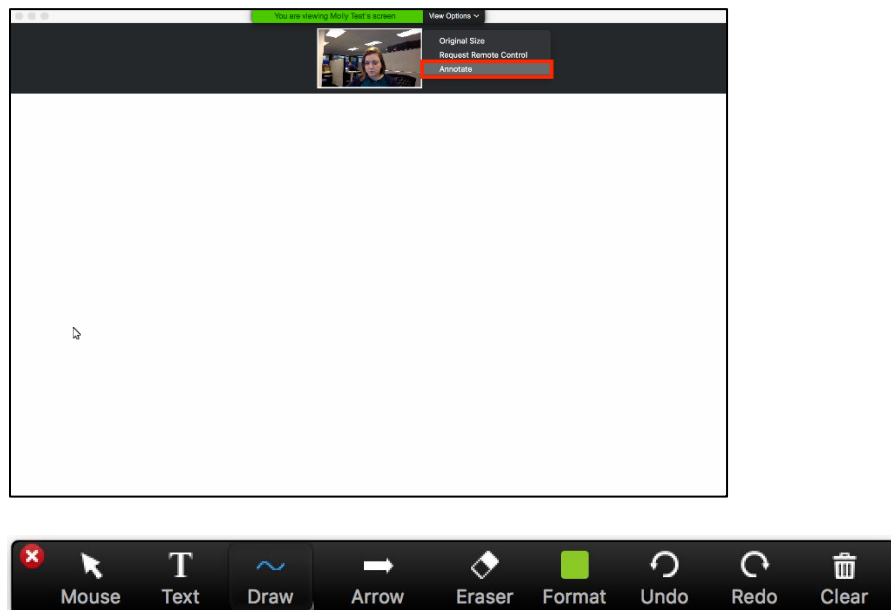 You are viewing Molly Test's screen View Options
Original Size
Request Remote Control
Annotate
Mouse Text Draw Arrow Eraser Format Undo Redo Clear